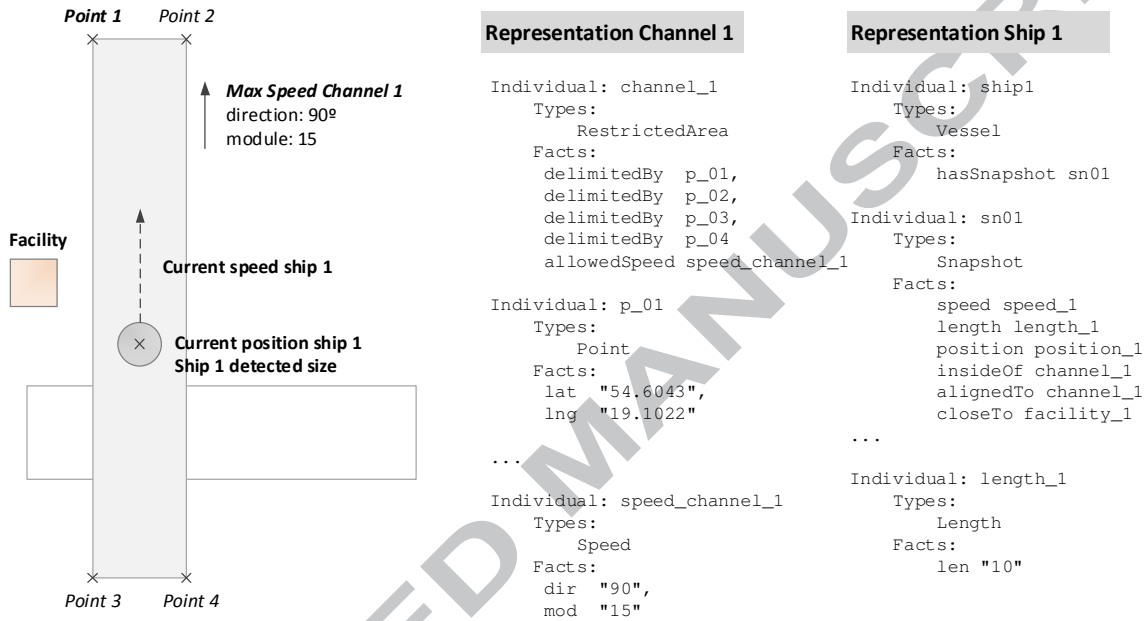 Point 1 Point 2
Max Speed Channel 1
direction: 90º
module: 15
Facility
Current speed ship 1
Current position ship 1
Ship 1 detected size
Point 3 Point 4
Representation Channel 1
Individual: channel_1
Types:
RestrictedArea
Facts:
delimitedBy p_01,
delimitedBy p_02,
delimitedBy p_03,
delimitedBy p_04
allowedSpeed speed_channel_1
Individual: p_01
Types:
Point
Facts:
lat "54.6043",
lng "19.1022"
...
Individual: speed_channel_1
Types:
Speed
Facts:
dir "90",
mod "15"
Representation Ship 1
Individual: ship1
Types:
Vessel
Facts:
hasSnapshot sn01
Individual: sn01
Types:
Snapshot
Facts:
speed speed_1
length length_1
position position_1
insideOf channel_1
alignedTo channel_1
closeTo facility_1
...
Individual: length_1
Types:
Length
Facts:
len "10"